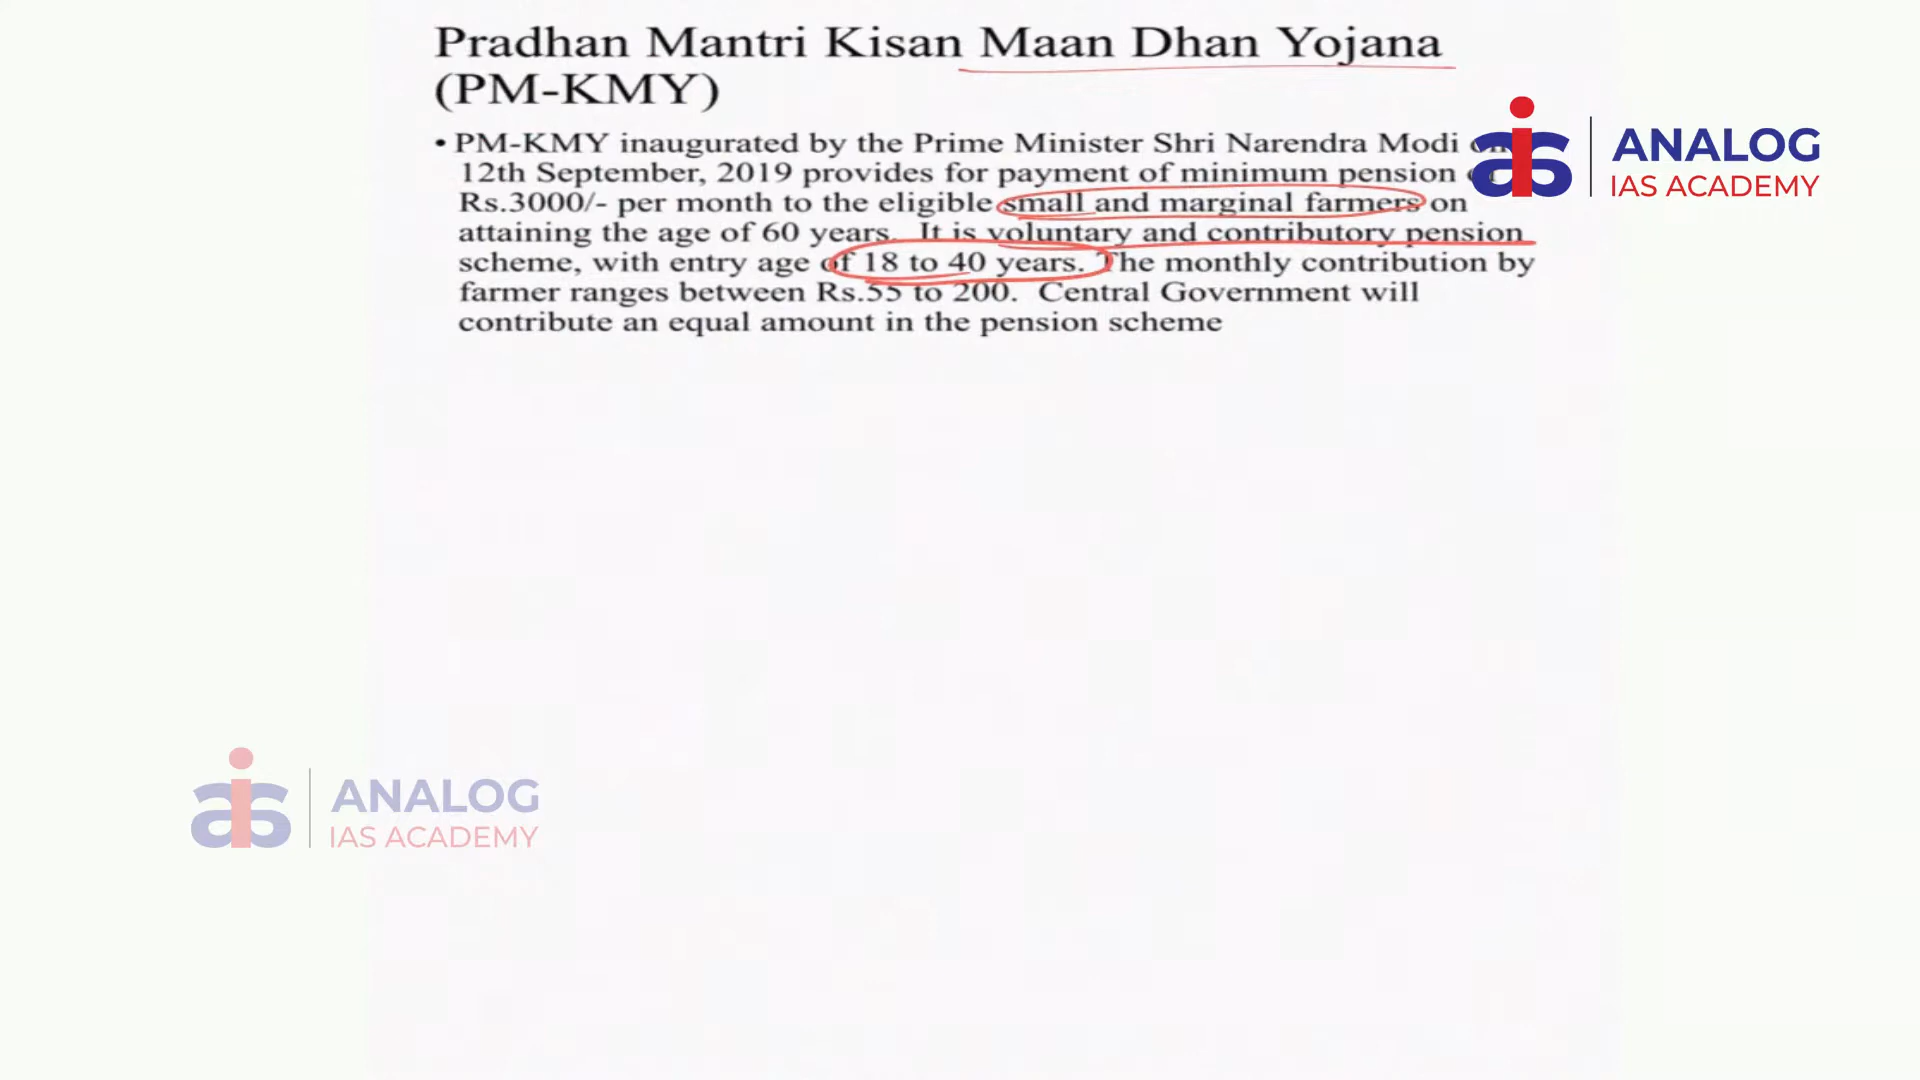 Pradhan Mantri Kisan Maan Dhan Yojana
(PM-KMY)
• PM-KMY inaugurated by the Prime Minister Shri Narendra Modi on
12th September, 2019 provides for payment of minimum pension of
Rs.3000/- per month to the eligible small and marginal farmers on
attaining the age of 60 years. It is voluntary and contributory pension
scheme, with entry age of 18 to 40 years. The monthly contribution by
farmer ranges between Rs.55 to 200. Central Government will
contribute an equal amount in the pension scheme
ANALOG
IAS ACADEMY
ANALOG
IAS ACADEMY